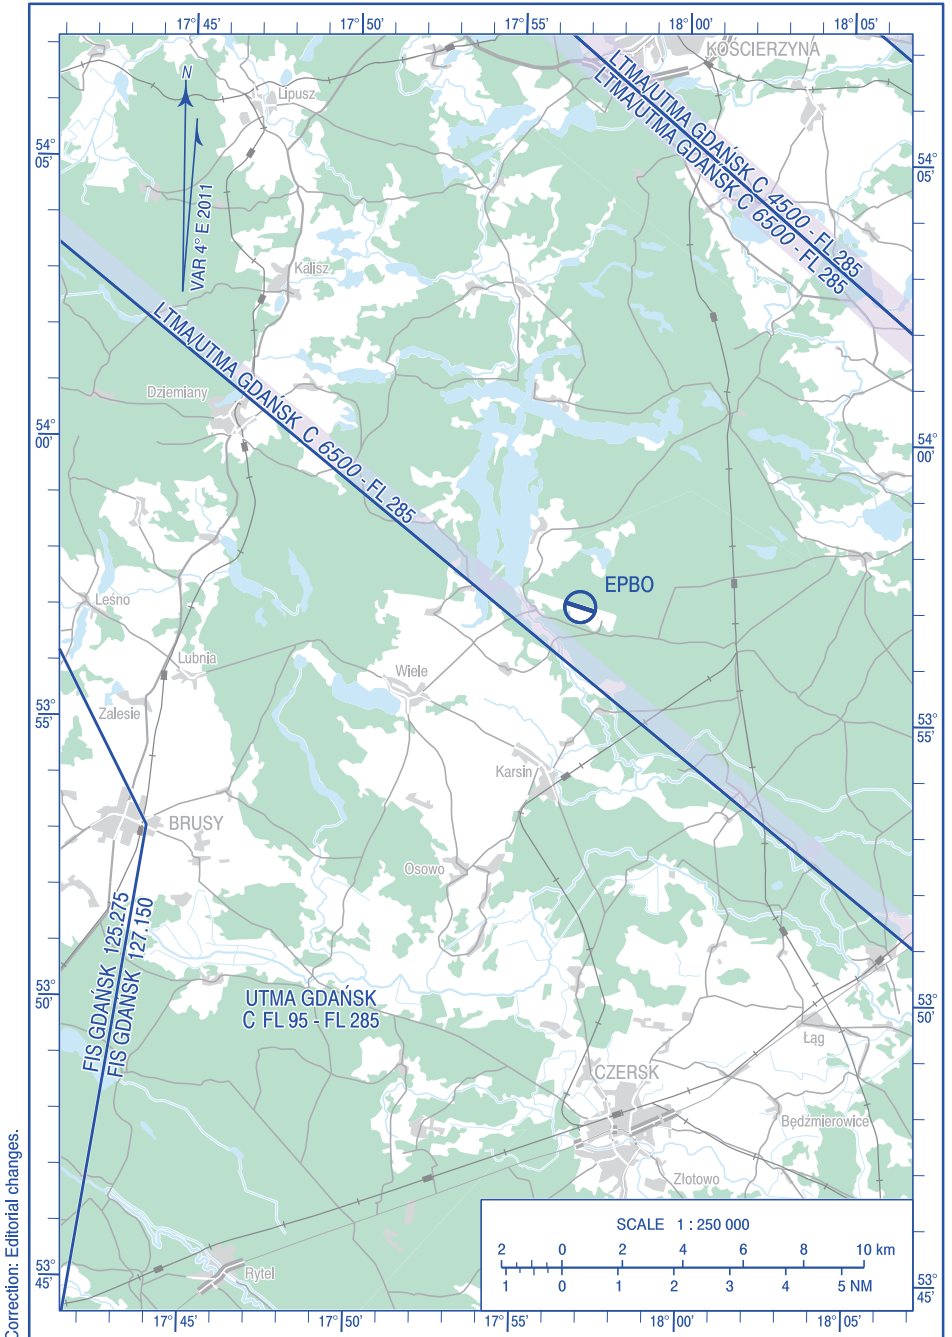 17° 45'
17° 50'
17° 55'
18° 00'
18° 05'
KOŚCIERZYNA
N
Lipusz
LTMA/UTMA GDAŃSK C 4500 - FL 285
LTMA/UTMA GDAŃSK C 6500 - FL 285
54°
05'
54°
05'
VAR 4° E 2011
Kalisz
LTMA/UTMA GDAŃSK C 6500 - FL 285
Dziemiany
54°
00'
54°
00'
EPBO
Leśno
Lubnia
Wiele
Zalesie
53°
55'
53°
55'
Karsin
BRUSY
Osowo
FIS GDAŃSK 125.275
FIS GDAŃSK 127.150
53°
50'
UTMA GDAŃSK
C FL 95 - FL 285
53°
50'
Łąg
CZERSK
Będźmierowice
Złotowo
Correction: Editorial changes.
SCALE 1 : 250 000
2 0 2 4 6 8 10 km
1 0 1 2 3 4 5 NM
53°
45'
Rytel
53°
45'
17° 45'
17° 50'
17° 55'
18° 00'
18° 05'